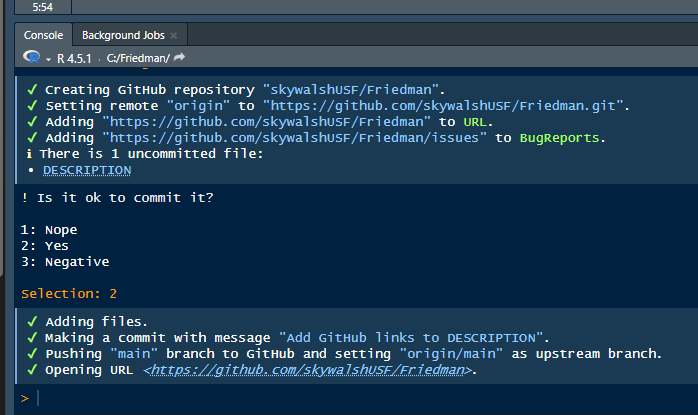 5:54
Console
Background Jobs ×
R 4.5.1 · C:/Friedman/
✔ Creating GitHub repository "skywalshUSF/Friedman".
✔ Setting remote "origin" to "https://github.com/skywalshUSF/Friedman.git".
✔ Adding "https://github.com/skywalshUSF/Friedman" to URL.
✔ Adding "https://github.com/skywalshUSF/Friedman/issues" to BugReports.
ℹ There is 1 uncommitted file:
• DESCRIPTION
! Is it ok to commit it?
1: Nope
2: Yes
3: Negative
Selection: 2
✔ Adding files.
✔ Making a commit with message "Add GitHub links to DESCRIPTION".
✔ Pushing "main" branch to GitHub and setting "origin/main" as upstream branch.
✔ Opening URL <https://github.com/skywalshUSF/Friedman>.
>